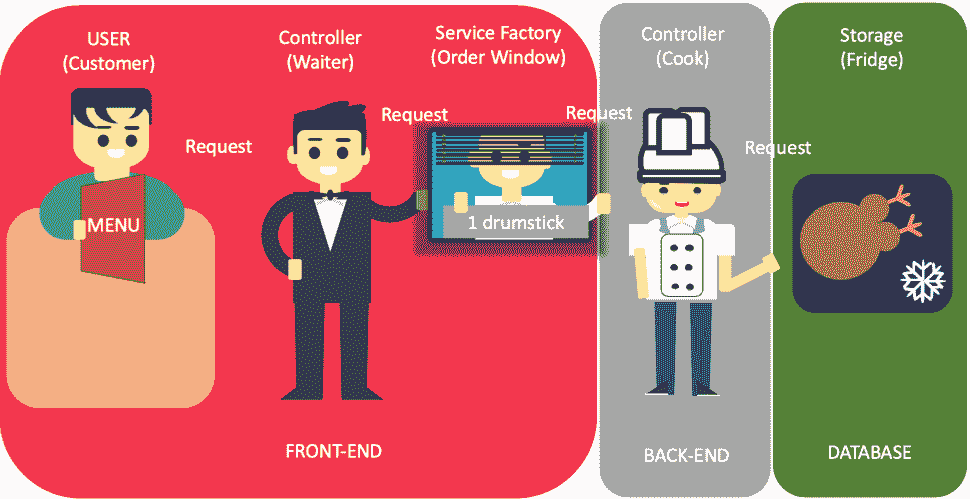 USER
(Customer)
Controller
(Waiter)
Service Factory
(Order Window)
Controller
(Cook)
Storage
(Fridge)
Request
Request
Request
Request
MENU
1 drumstick
FRONT-END
BACK-END
DATABASE